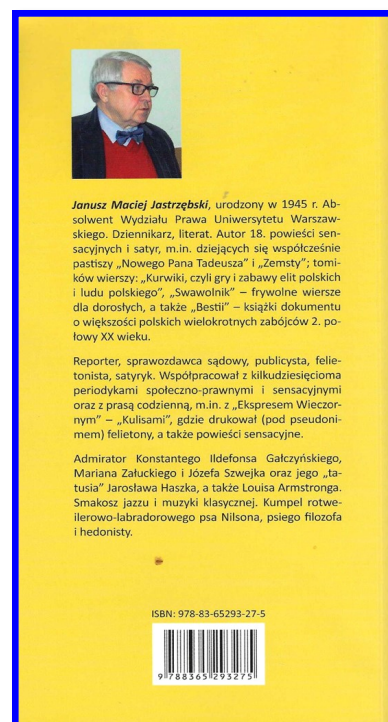 Janusz Maciej Jastrzębski, urodzony w 1945 r. Ab-
solwent Wydziału Prawa Uniwersytetu Warszaw-
skiego. Dziennikarz, literat. Autor 18. powieści sen-
sacyjnych i satyr, m.in. dziejących się współcześnie
pastiszy „Nowego Pana Tadeusza” i „Zemsty”; tomi-
ków wierszy: „Kurwiki, czyli gry i zabawy elit polskich
i ludu polskiego”, „Swawolnik” – frywolne wiersze
dla dorosłych, a także „Bestii” – książki dokumentu
o większości polskich wielokrotnych zabójców 2. po-
łowy XX wieku.
Reporter, sprawozdawca sądowy, publicysta, felie-
tonista, satyryk. Współpracował z kilkudziesięcioma
periodykami społeczno-prawnymi i sensacyjnymi
oraz z prasą codzienną, m.in. z „Ekspresem Wieczor-
nym” – „Kulisami”, gdzie drukował (pod pseudoni-
mem) felietony, a także powieści sensacyjne.
Admirator Konstantego Ildefonsa Gałczyńskiego,
Mariana Załuckiego i Józefa Szwejka oraz jego „ta-
tusia” Jarosława Haszka, a także Louisa Armstronga.
Smakosz jazzu i muzyki klasycznej. Kumpel rotwe-
ilerowo-labradorowego psa Nilsona, psiego filozofa
i hedonisty.
ISBN: 978-83-65293-27-5
9 788365 293275